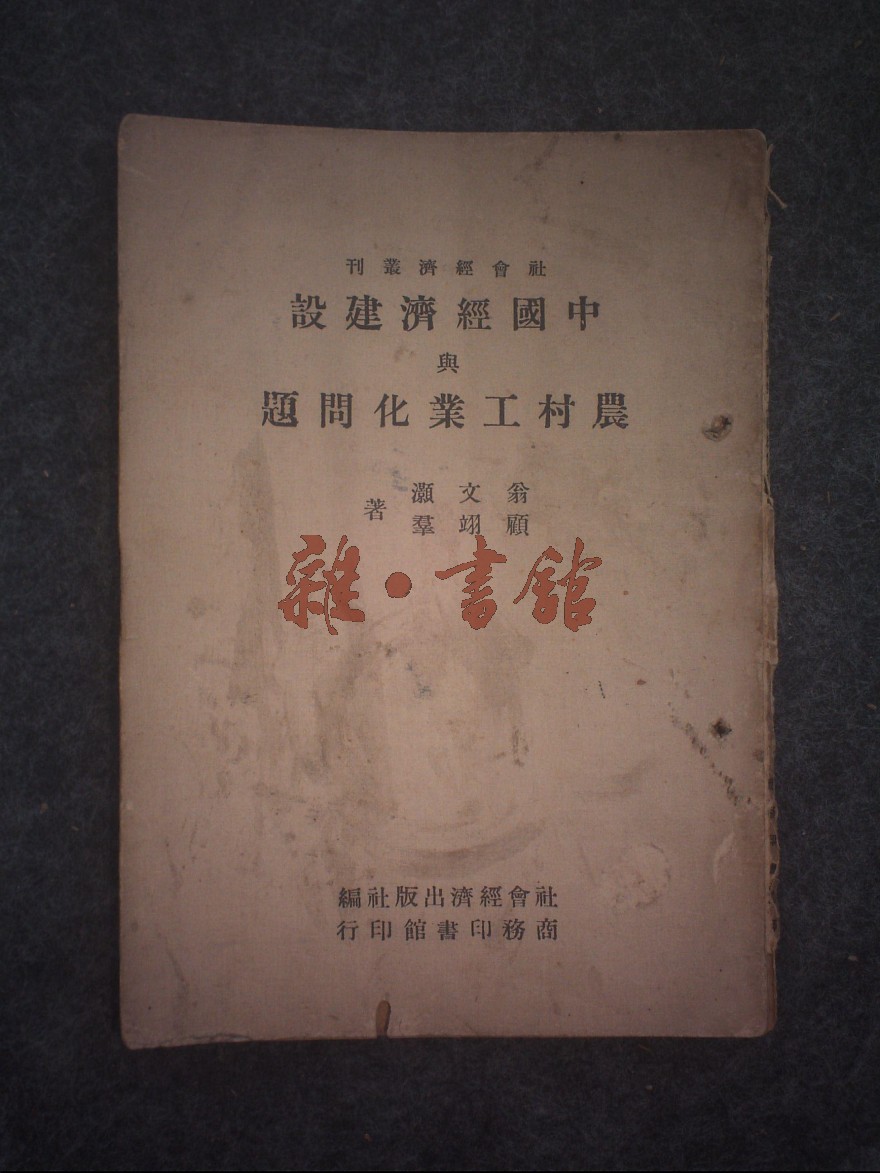 社會經濟叢刊
中國經濟建設
與
農村工業化問題
翁文灝
顧翊羣
著
雜·書館
社會經濟出版社編
商務印書館印行